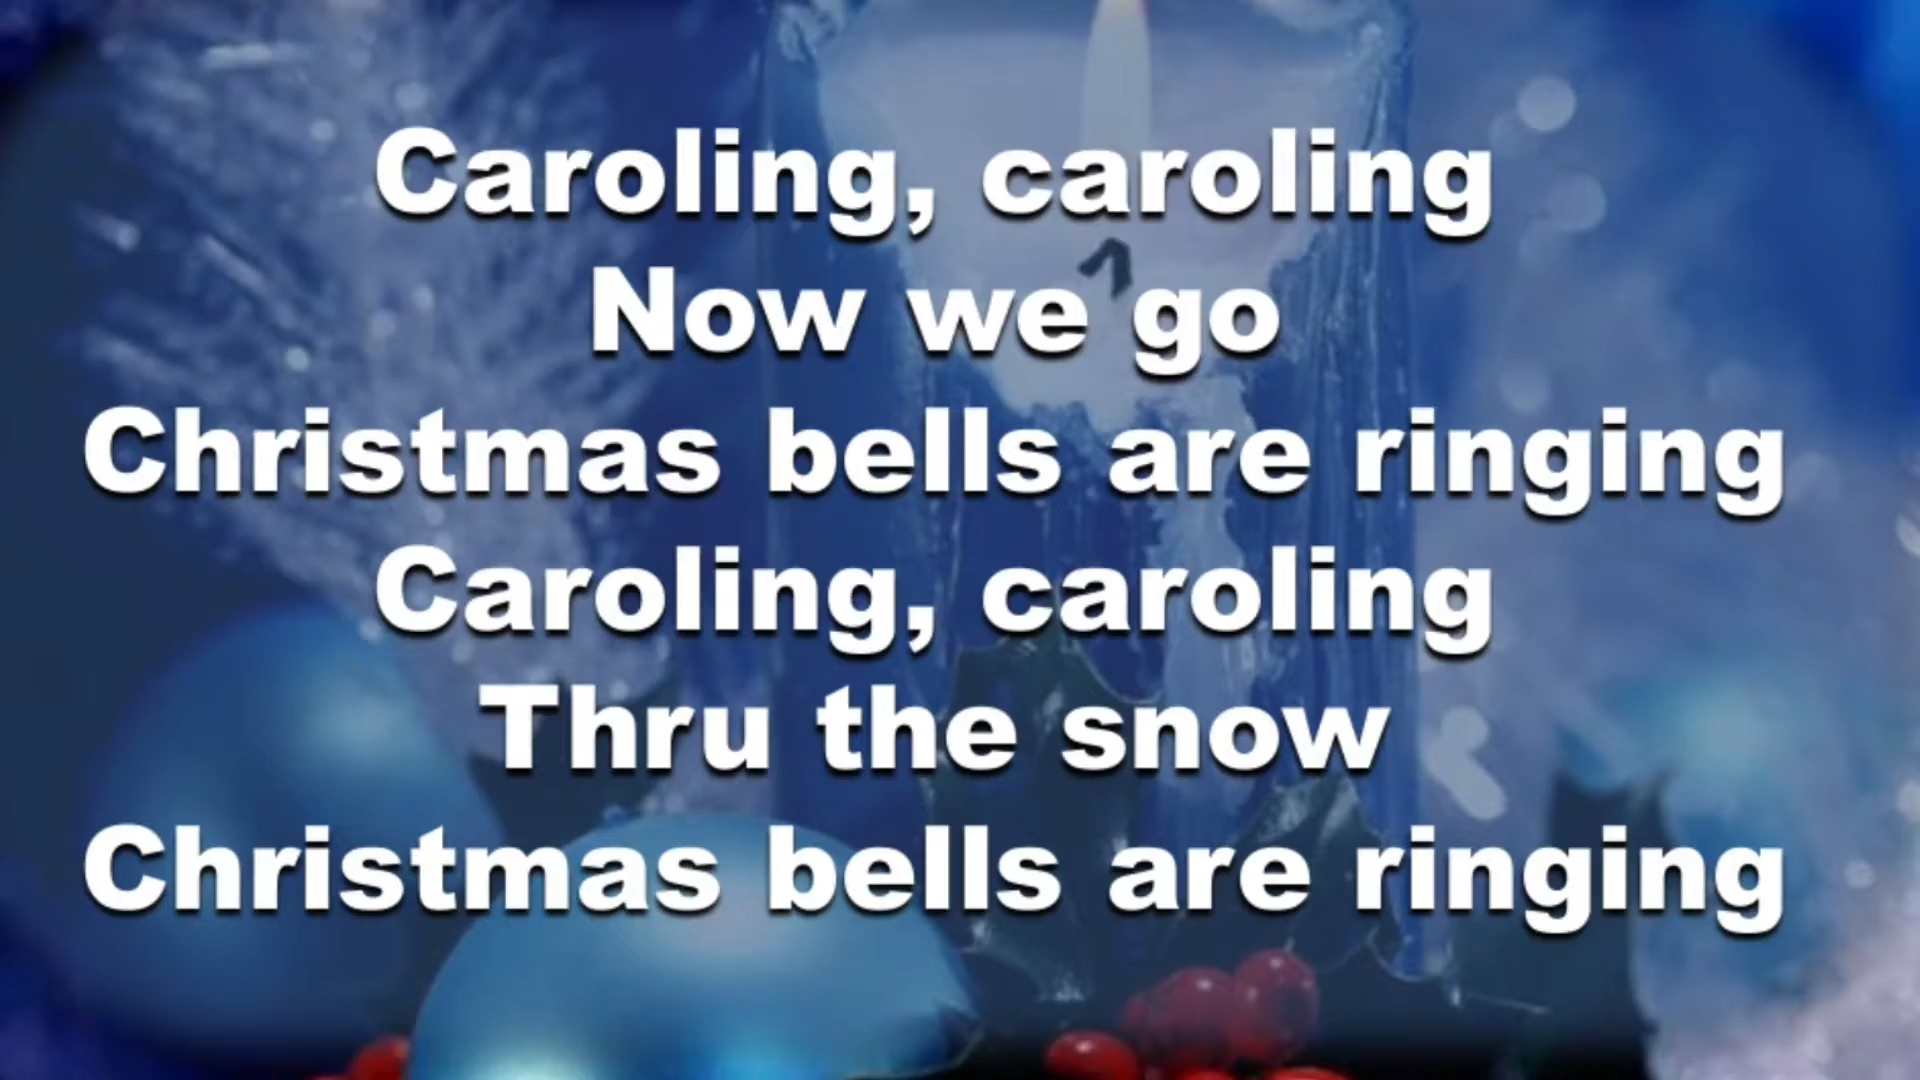 Caroling, caroling
Now we go
Christmas bells are ringing
Caroling, caroling
Thru the snow
Christmas bells are ringing